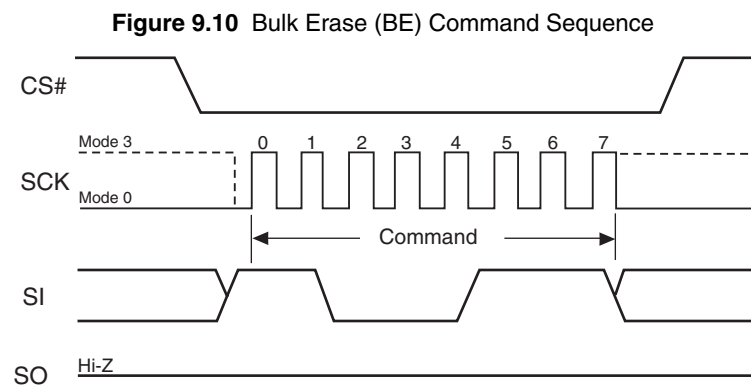 Figure 9.10 Bulk Erase (BE) Command Sequence
CS#
Mode 3
0 1 2 3 4 5 6 7
SCK
Mode 0
Command
SI
Hi-Z
SO